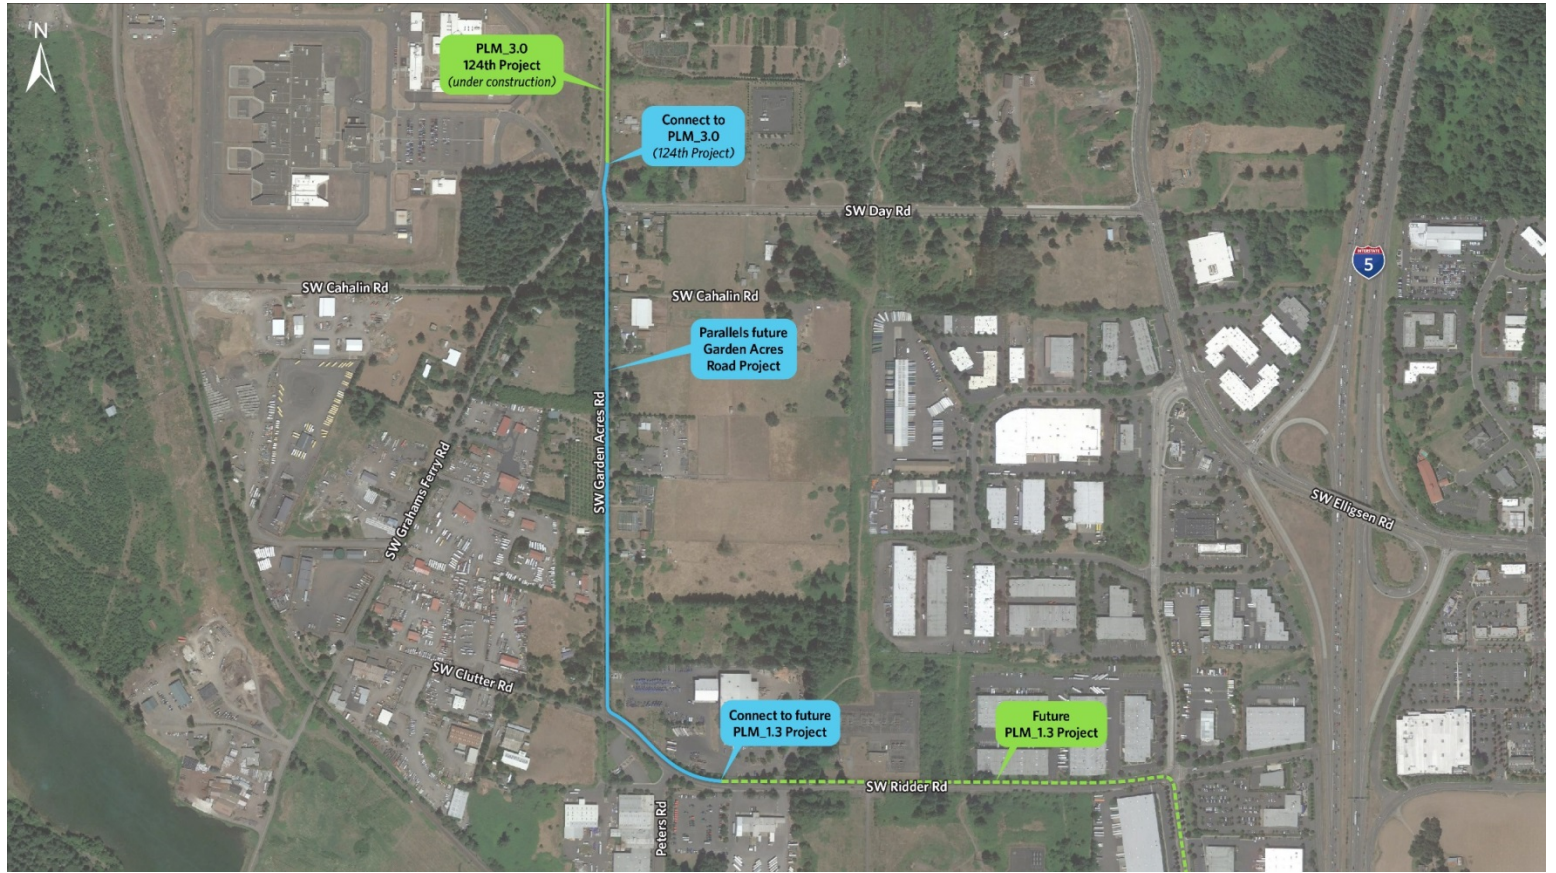 N
PLM_3.0
124th Project
(under construction)
Connect to
PLM_3.0
(124th Project)
SW Day Rd
INTERSTATE
5
SW Cahalin Rd
SW Cahalin Rd
Parallels future
Garden Acres
Road Project
SW Garden Acres Rd
SW Grahams Ferry Rd
SW Elligsen Rd
SW Clutter Rd
Connect to future
PLM_1.3 Project
Future
PLM_1.3 Project
SW Ridder Rd
Peters Rd